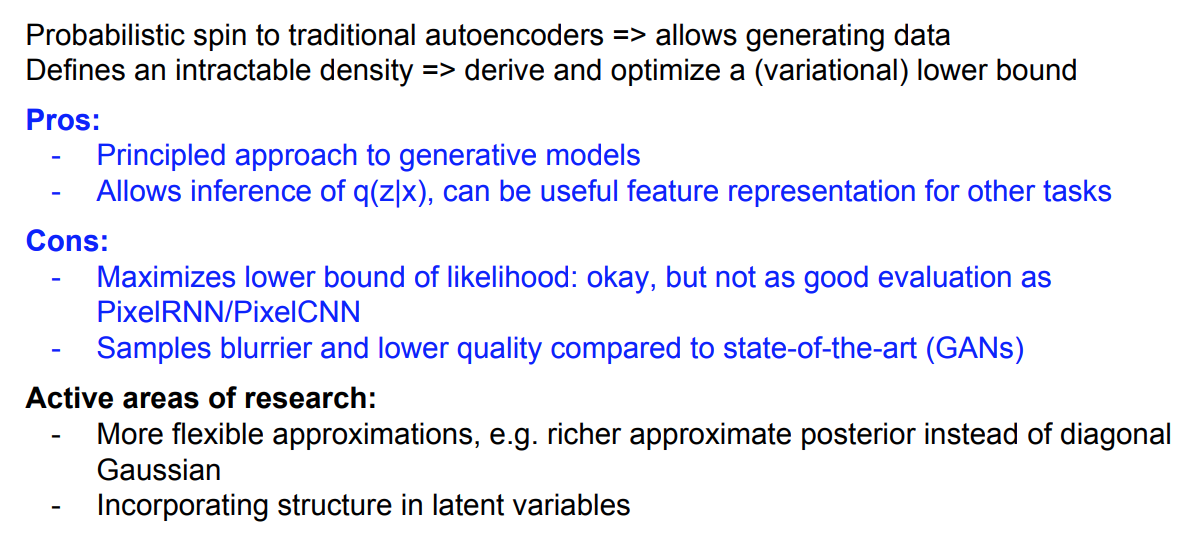 Probabilistic spin to traditional autoencoders => allows generating data
Defines an intractable density => derive and optimize a (variational) lower bound
Pros:
- Principled approach to generative models
- Allows inference of q(z|x), can be useful feature representation for other tasks
Cons:
- Maximizes lower bound of likelihood: okay, but not as good evaluation as
PixelRNN/PixelCNN
- Samples blurrier and lower quality compared to state-of-the-art (GANs)
Active areas of research:
- More flexible approximations, e.g. richer approximate posterior instead of diagonal
Gaussian
- Incorporating structure in latent variables